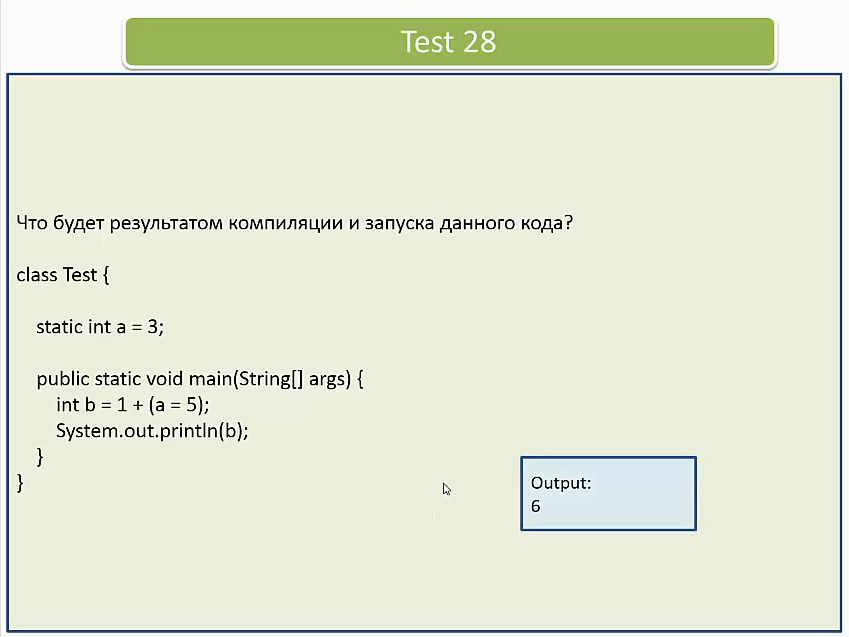 Test 28
Что будет результатом компиляции и запуска данного кода?
class Test {
static int a = 3;
public static void main(String[] args) {
int b = 1 + (a = 5);
System.out.println(b);
}
}
Output:
6